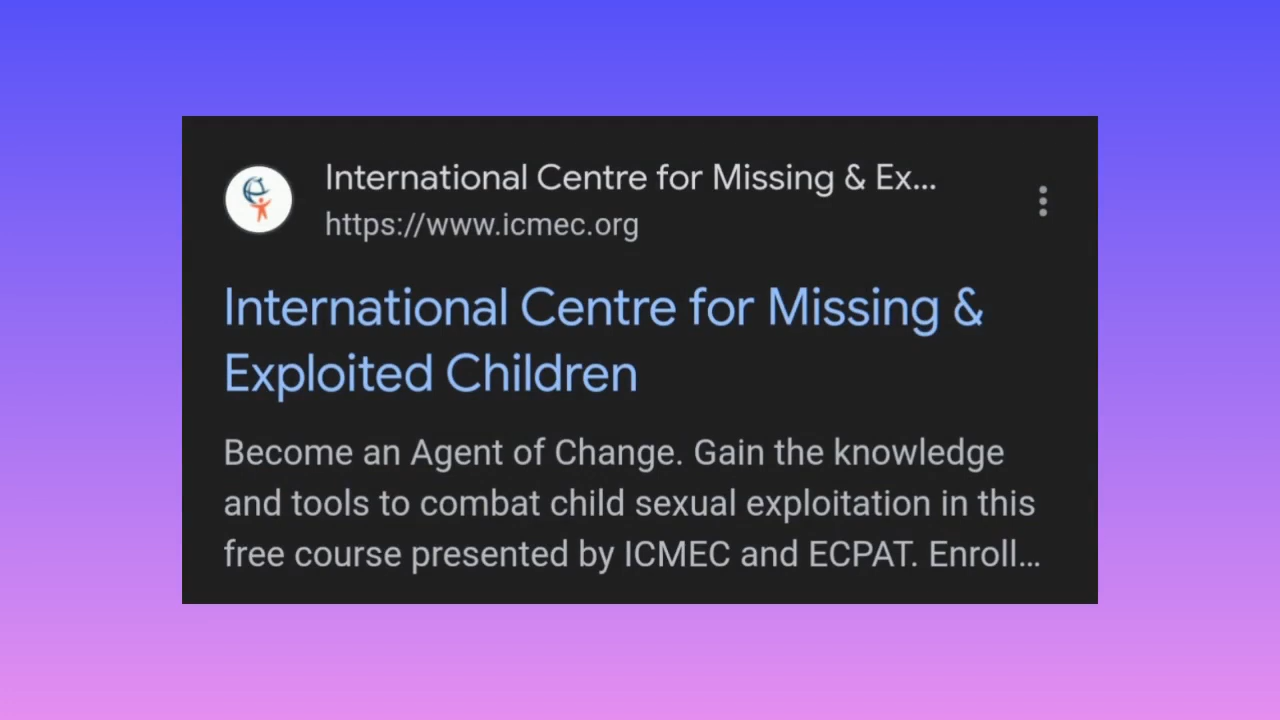 International Centre for Missing & Ex...
https://www.icmec.org
International Centre for Missing &
Exploited Children
Become an Agent of Change. Gain the knowledge
and tools to combat child sexual exploitation in this
free course presented by ICMEC and ECPAT. Enroll...